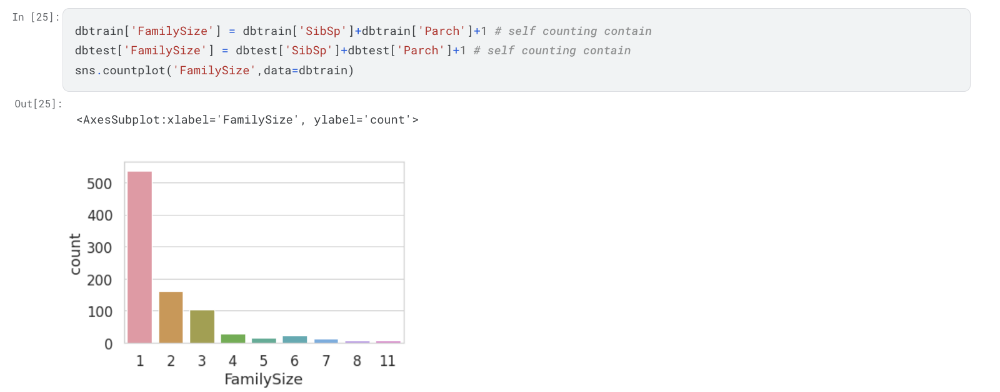 In [25]:
dbtrain['FamilySize'] = dbtrain['SibSp']+dbtrain['Parch']+1 # self counting contain
dbtest['FamilySize'] = dbtest['SibSp']+dbtest['Parch']+1 # self counting contain
sns.countplot('FamilySize',data=dbtrain)
Out[25]:
<AxesSubplot:xlabel='FamilySize', ylabel='count'>
500
400
300
200
100
0
count
1 2 3 4 5 6 7 8 11
FamilySize